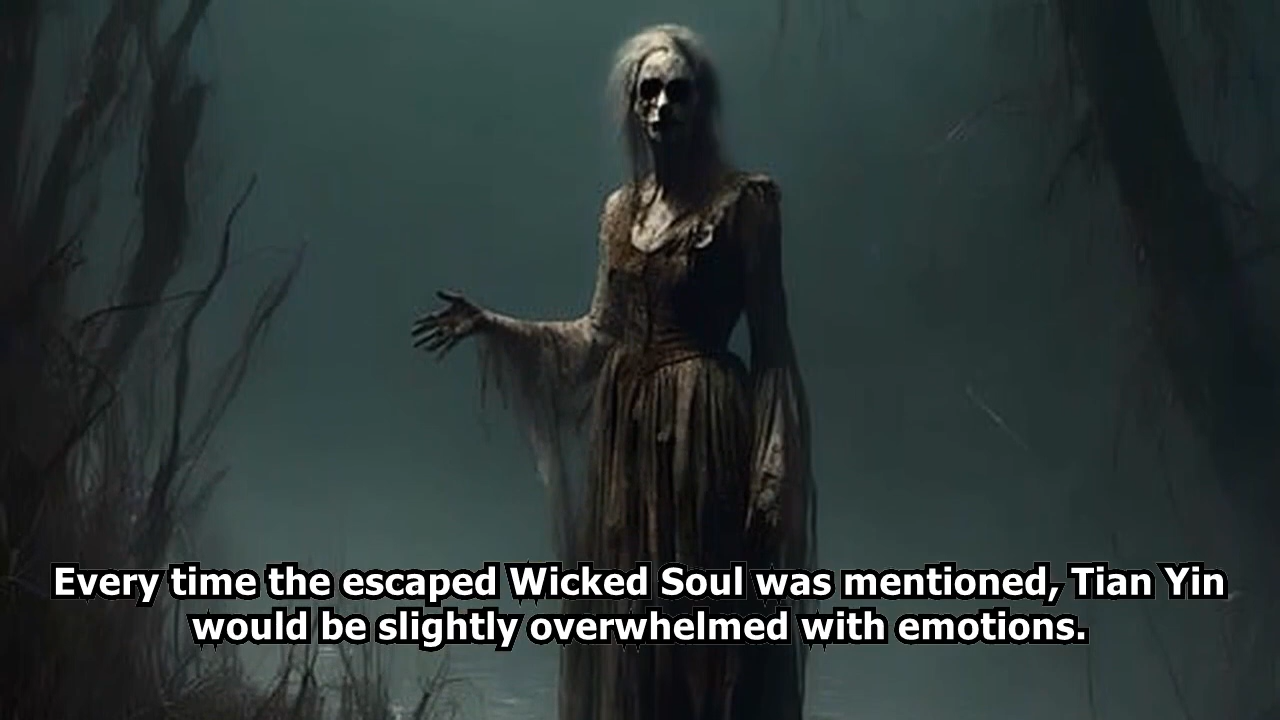 Every time the escaped Wicked Soul was mentioned, Tian Yin
would be slightly overwhelmed with emotions.